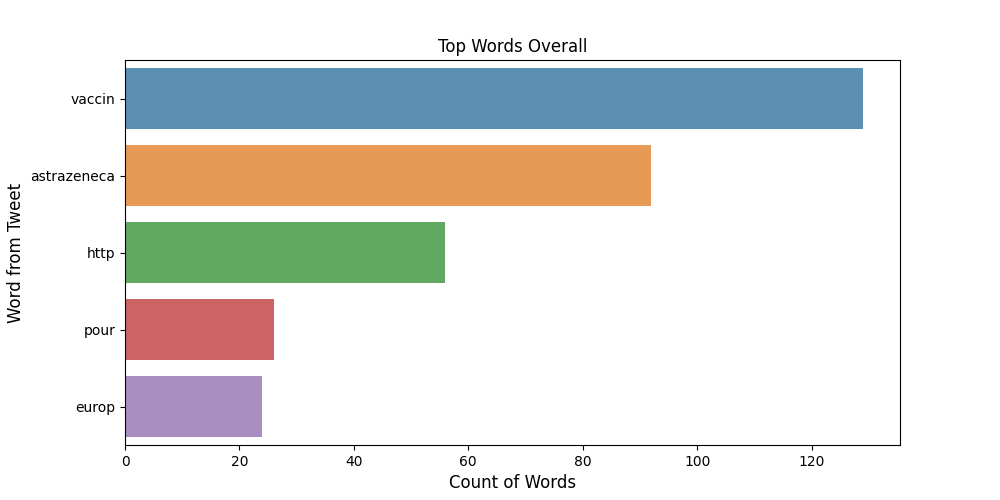 Top Words Overall
Word from Tweet
vaccin
astrazeneca
http
pour
europ
0 20 40 60 80 100 120
Count of Words